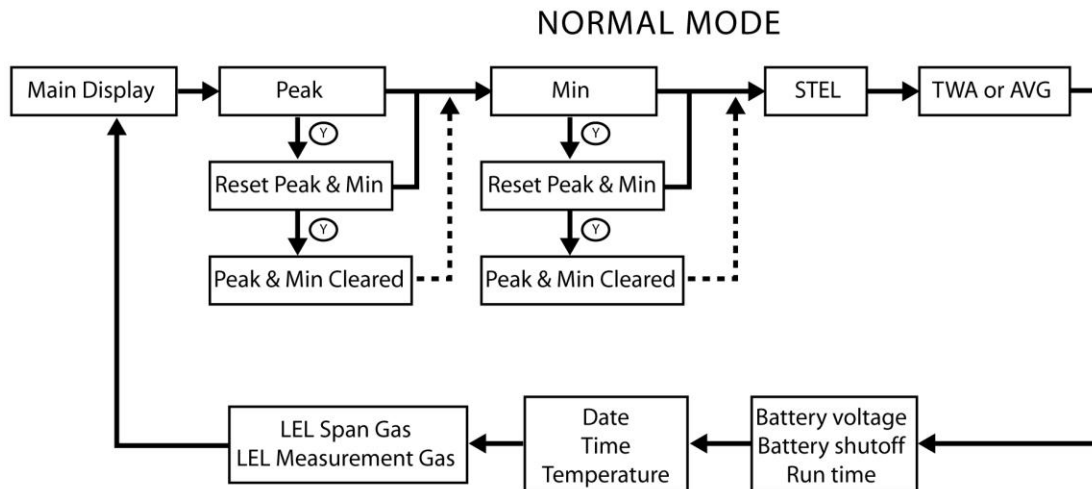 NORMAL MODE
Main Display
Peak
Min
STEL
TWA or AVG
Y
Y
Reset Peak & Min
Reset Peak & Min
Y
Y
Peak & Min Cleared
Peak & Min Cleared
LEL Span Gas
LEL Measurement Gas
Date
Time
Temperature
Battery voltage
Battery shutoff
Run time